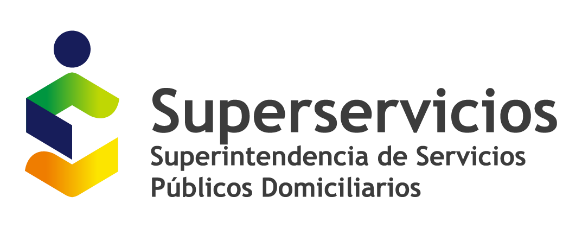 Superservicios
Superintendencia de Servicios
Públicos Domiciliarios